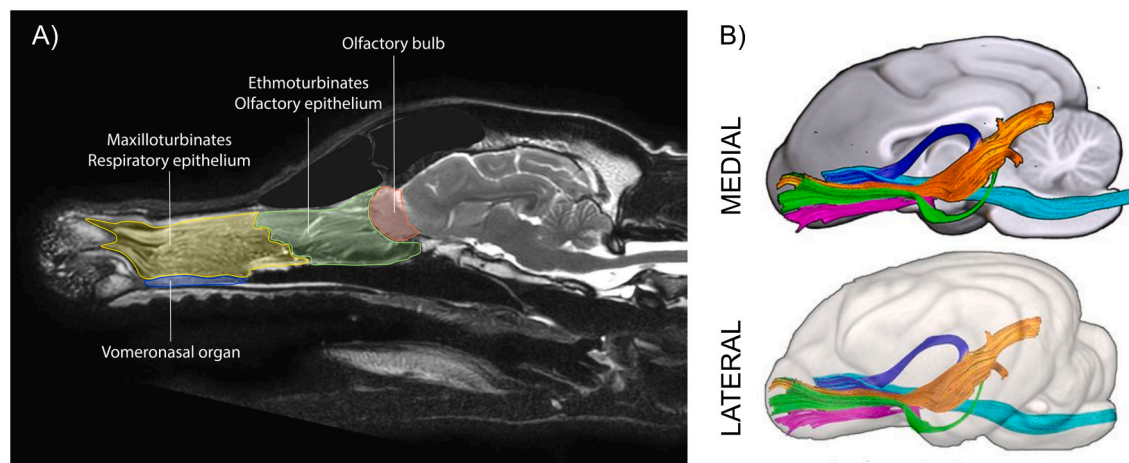 A)
Olfactory bulb
Ethmoturbinates
Olfactory epithelium
Maxilloturbinates
Respiratory epithelium
Vomeronasal organ
B)
MEDIAL
LATERAL